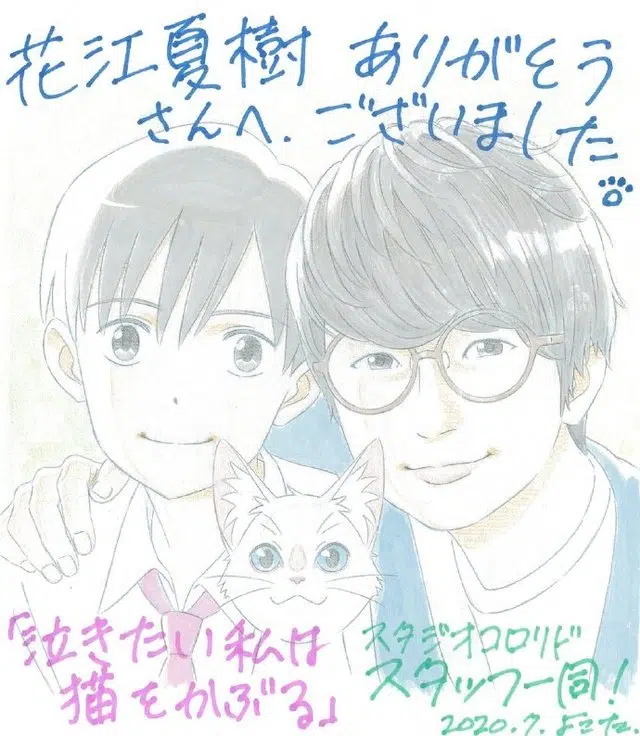 花江夏樹 ありがとう
さんへ. ございました
「泣きたい私は
猫をかぶる」
スタジオコロリド
スタッフ一同!
2020.7. よこた.